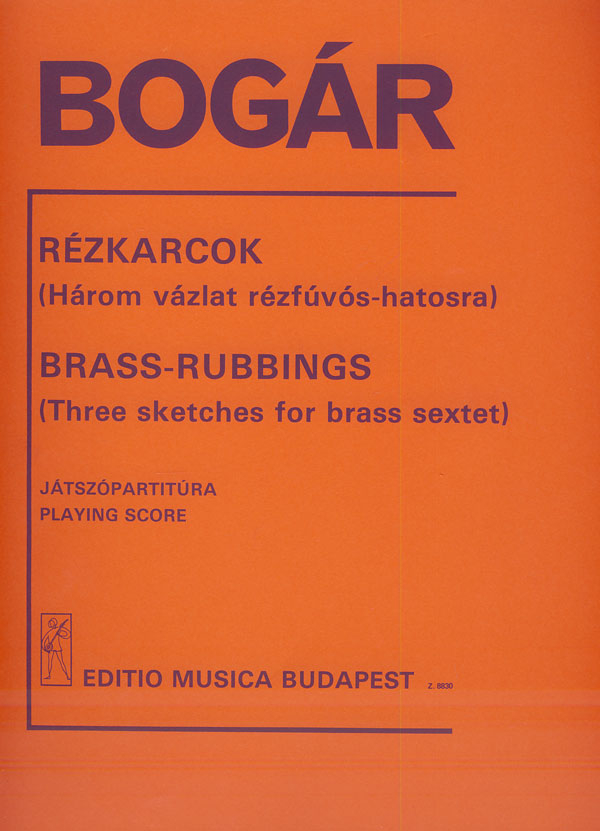 BOGÁR
RÉZKARCOK
(Három vázlat rézfúvós-hatosra)
BRASS-RUBBINGS
(Three sketches for brass sextet)
JÁTSZÓPARTITÚRA
PLAYING SCORE
EDITIO MUSICA BUDAPEST Z. 8830